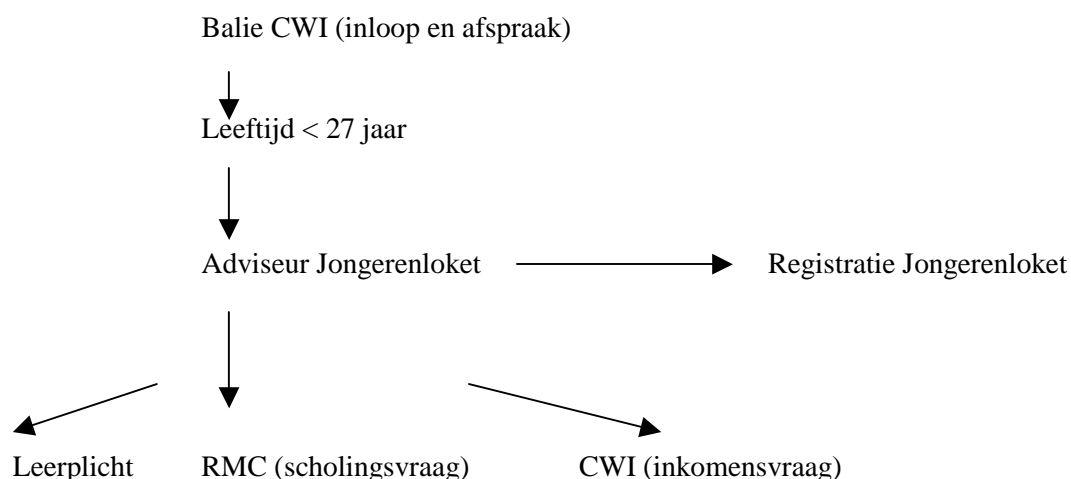 Balie CWI (inloop en afspraak)
Leeftijd < 27 jaar
Adviseur Jongerenloket Registratie Jongerenloket
Leerplicht RMC (scholingsvraag) CWI (inkomensvraag)